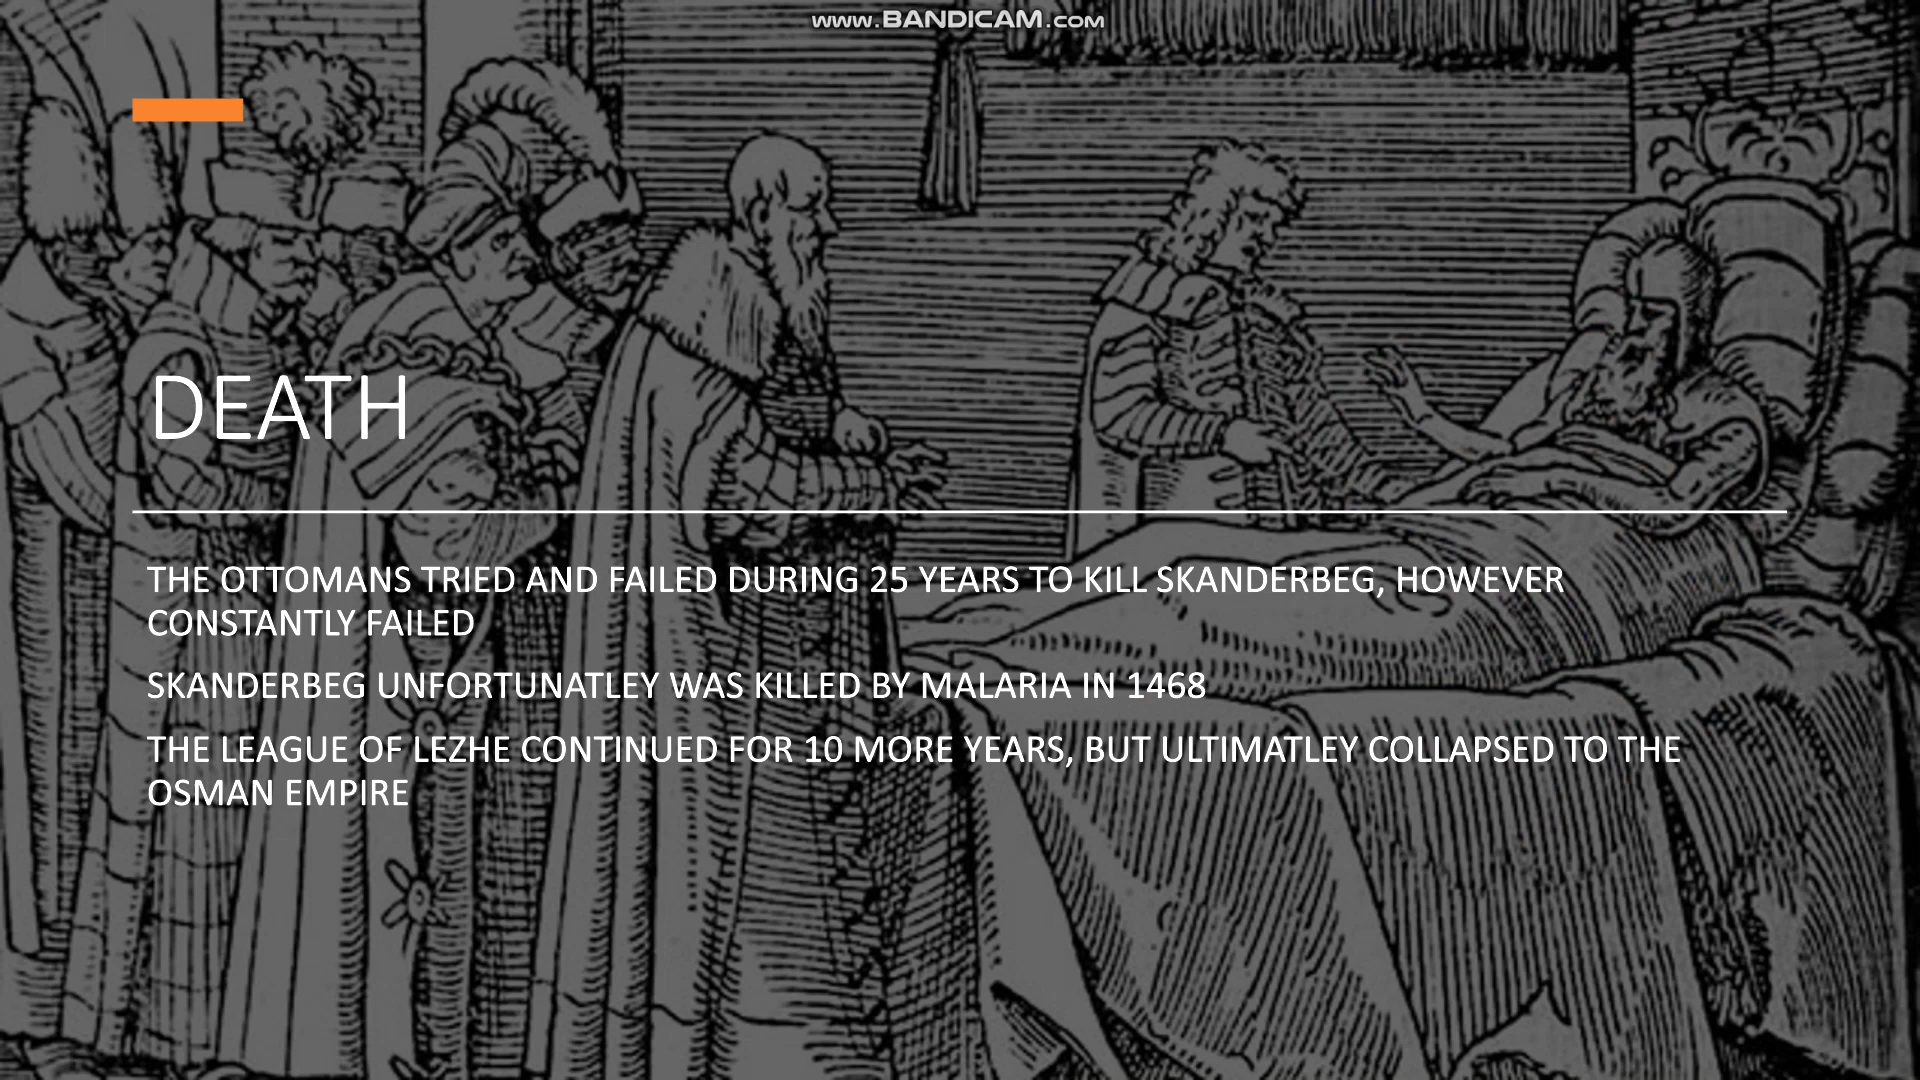 www.BANDICAM.com
DEATH
THE OTTOMANS TRIED AND FAILED DURING 25 YEARS TO KILL SKANDERBEG, HOWEVER
CONSTANTLY FAILED
SKANDERBEG UNFORTUNATLEY WAS KILLED BY MALARIA IN 1468
THE LEAGUE OF LEZHE CONTINUED FOR 10 MORE YEARS, BUT ULTIMATLEY COLLAPSED TO THE
OSMAN EMPIRE